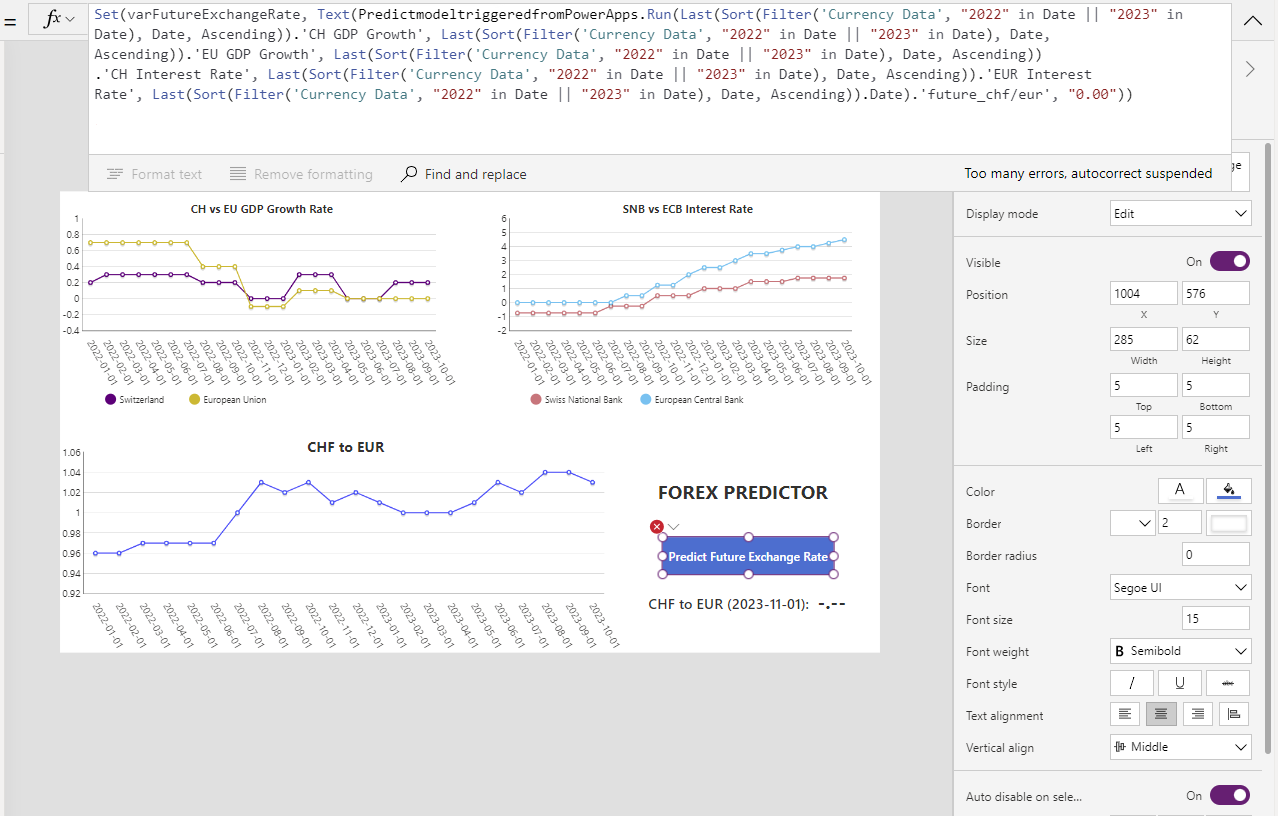 =
fx
Set(varFutureExchangeRate, Text(PredictmodeltriggeredfromPowerApps.Run(Last(Sort(Filter('Currency Data', "2022" in Date || "2023" in
Date), Date, Ascending)).'CH GDP Growth', Last(Sort(Filter('Currency Data', "2022" in Date || "2023" in Date), Date,
Ascending)).'EU GDP Growth', Last(Sort(Filter('Currency Data', "2022" in Date || "2023" in Date), Date, Ascending))
.'CH Interest Rate', Last(Sort(Filter('Currency Data', "2022" in Date || "2023" in Date), Date, Ascending)).'EUR Interest
Rate', Last(Sort(Filter('Currency Data', "2022" in Date || "2023" in Date), Date, Ascending)).Date).'future_chf/eur', "0.00"))
Format text
Remove formatting
Find and replace
Too many errors, autocorrect suspended
CH vs EU GDP Growth Rate
1
0.8
0.6
0.4
0.2
0
-0.2
-0.4
2022-01-01
2022-02-01
2022-03-01
2022-04-01
2022-05-01
2022-06-01
2022-07-01
2022-08-01
2022-09-01
2022-10-01
2022-11-01
2022-12-01
2023-01-01
2023-02-01
2023-03-01
2023-04-01
2023-05-01
2023-06-01
2023-07-01
2023-08-01
2023-09-01
2023-10-01
Switzerland
European Union
SNB vs ECB Interest Rate
6
5
4
3
2
1
0
-1
-2
2022-01-01
2022-02-01
2022-03-01
2022-04-01
2022-05-01
2022-06-01
2022-07-01
2022-08-01
2022-09-01
2022-10-01
2022-11-01
2022-12-01
2023-01-01
2023-02-01
2023-03-01
2023-04-01
2023-05-01
2023-06-01
2023-07-01
2023-08-01
2023-09-01
2023-10-01
Swiss National Bank
European Central Bank
CHF to EUR
1.06
1.04
1.02
1
0.98
0.96
0.94
0.92
2022-01-01
2022-02-01
2022-03-01
2022-04-01
2022-05-01
2022-06-01
2022-07-01
2022-08-01
2022-09-01
2022-10-01
2022-11-01
2022-12-01
2023-01-01
2023-02-01
2023-03-01
2023-04-01
2023-05-01
2023-06-01
2023-07-01
2023-08-01
2023-09-01
2023-10-01
FOREX PREDICTOR
Predict Future Exchange Rate
CHF to EUR (2023-11-01): -.--
Display mode
Edit
Visible
On
Position
1004
576
X
Y
Size
285
62
Width
Height
Padding
5
5
Top
Bottom
5
5
Left
Right
Color
A
Border
2
Border radius
0
Font
Segoe UI
Font size
15
Font weight
B Semibold
Font style
/
U
abc
Text alignment
Vertical align
Middle
Auto disable on sele...
On